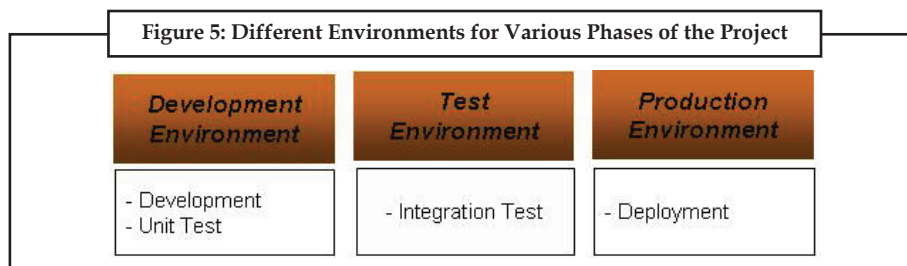 Figure 5: Different Environments for Various Phases of the Project
Development
Environment
Test
Environment
Production
Environment
- Development
- Unit Test
- Integration Test
- Deployment